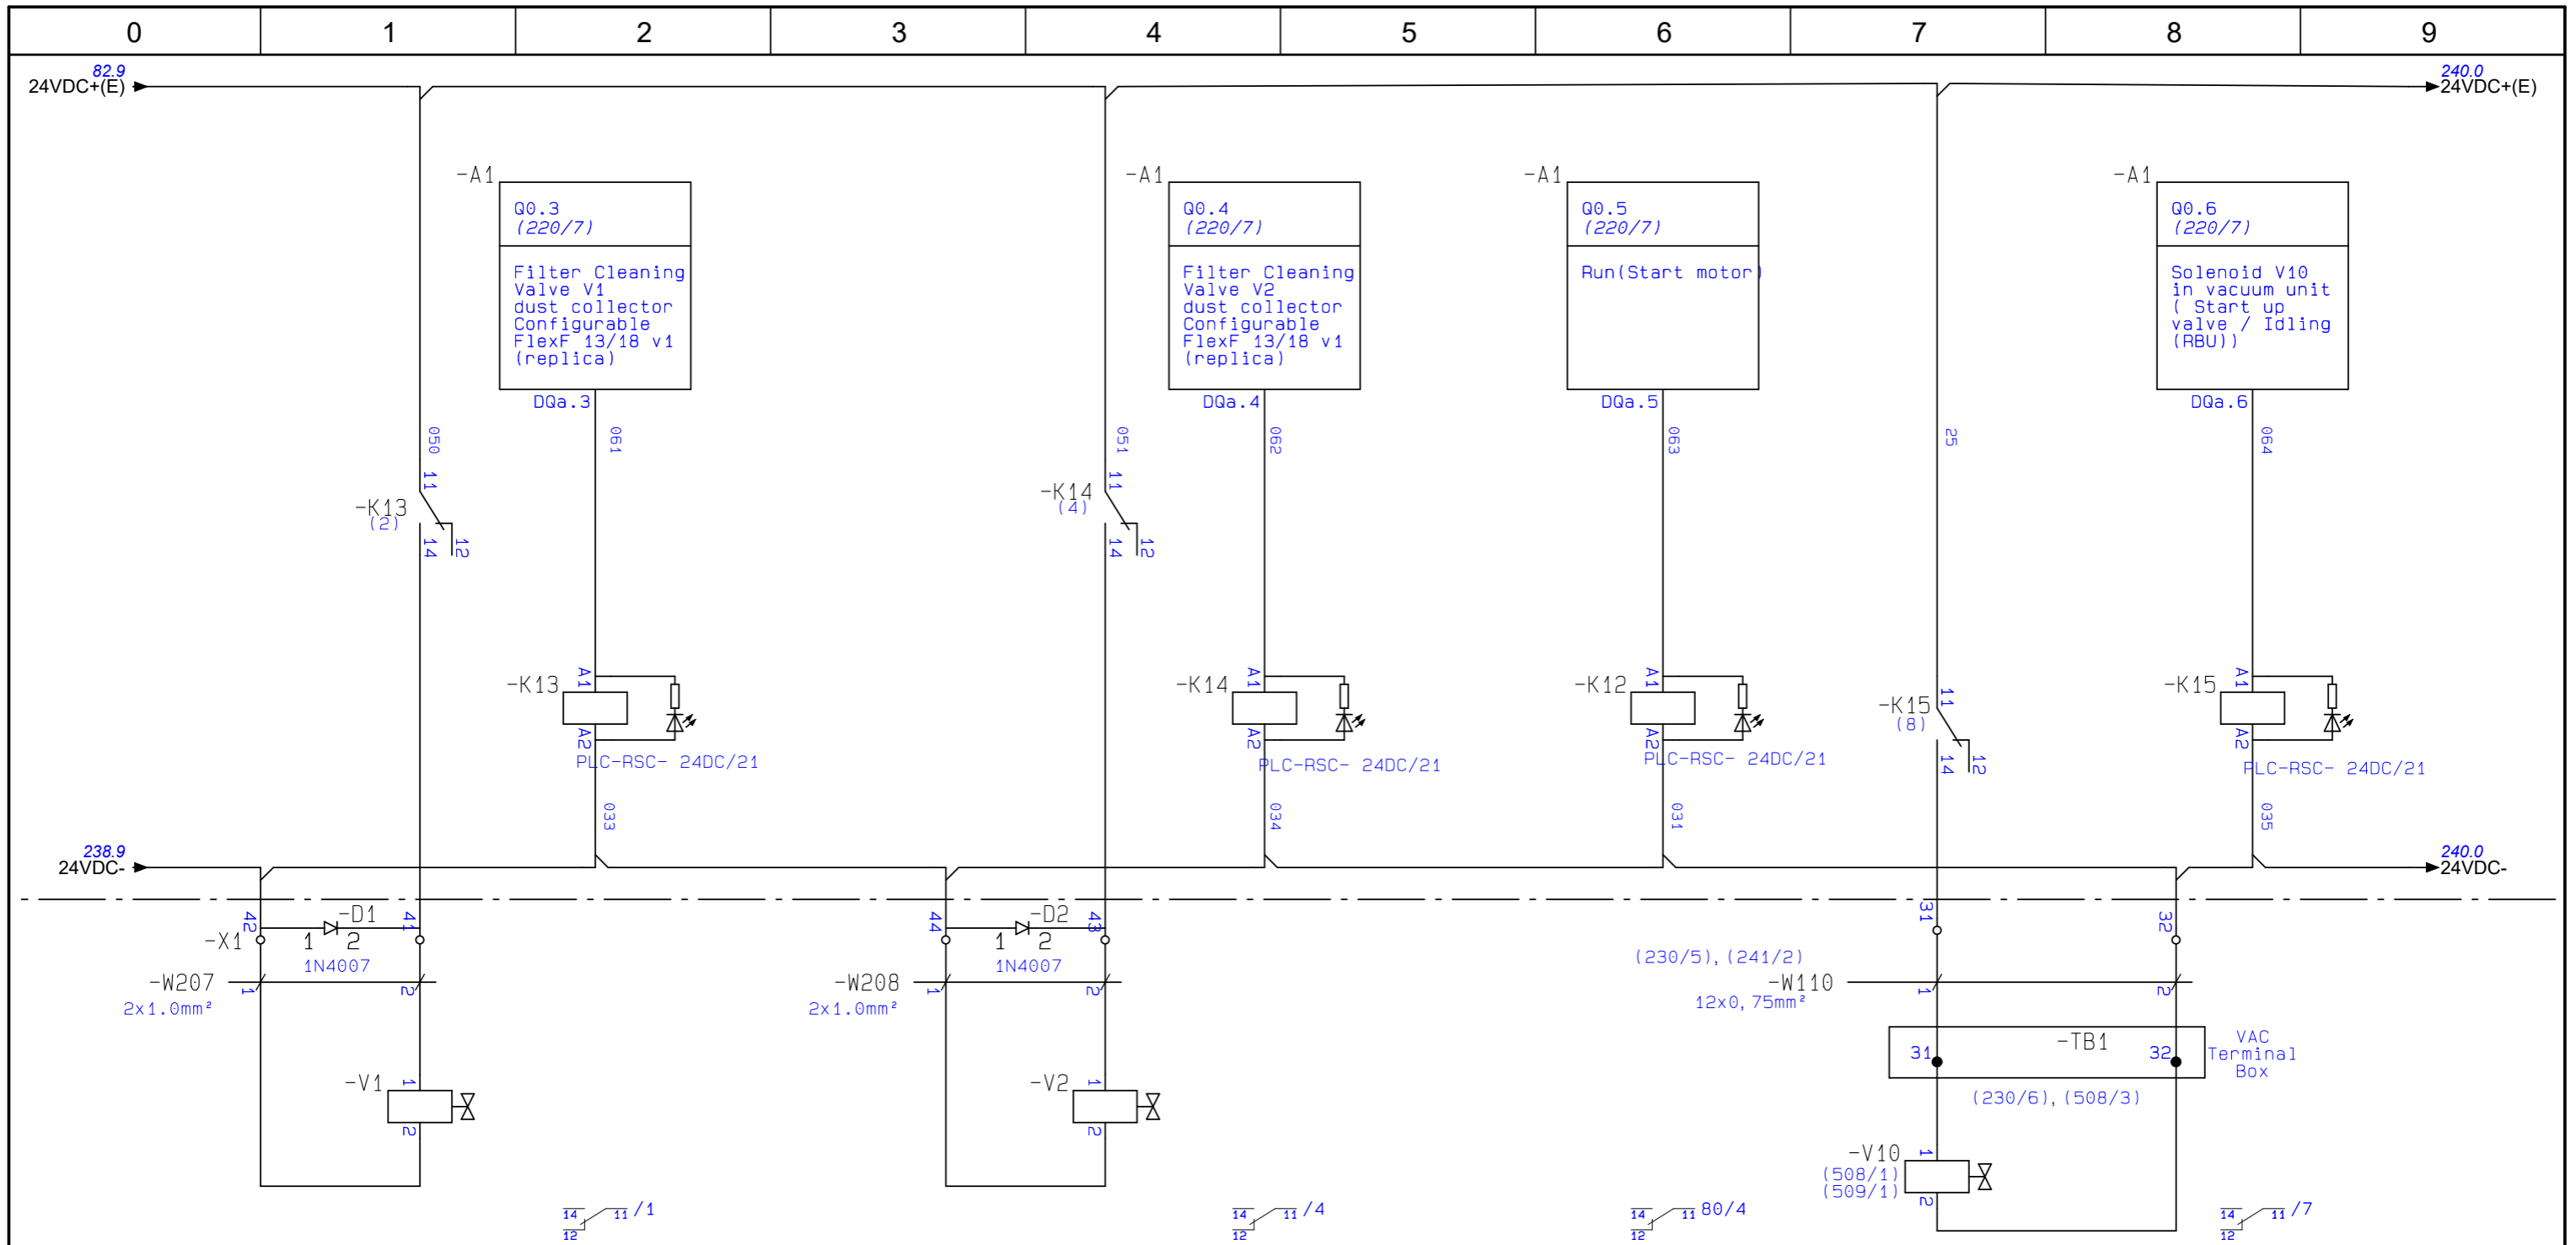 0 1 2 3 4 5 6 7 8 9
82.9
24VDC+(E)
240.0
24VDC+(E)
-A1
Q0.3
(220/7)
Filter Cleaning
Valve V1
dust collector
Configurable
FlexF 13/18 v1
(replica)
DQa.3
-A1
Q0.4
(220/7)
Filter Cleaning
Valve V2
dust collector
Configurable
FlexF 13/18 v1
(replica)
DQa.4
-A1
Q0.5
(220/7)
Run(Start motor)
DQa.5
-A1
Q0.6
(220/7)
Solenoid V10
in vacuum unit
( Start up
valve / Idling
(RBU))
DQa.6
050
061
051
062
063
25
064
-K13
(2)
11
14
12
-K14
(4)
11
14
12
-K13
A1
A2
PLC-RSC- 24DC/21
-K14
A1
A2
PLC-RSC- 24DC/21
-K12
A1
A2
PLC-RSC- 24DC/21
-K15
(8)
11
14
12
-K15
A1
A2
PLC-RSC- 24DC/21
033
034
031
035
238.9
24VDC-
240.0
24VDC-
42
-D1
41
-X1
1 2
1N4007
-W207
1
2
2x1.0mm²
44
-D2
43
1 2
1N4007
-W208
1
2
2x1.0mm²
31
32
(230/5),(241/2)
-W110
1
2
12x0,75mm²
31
-TB1
32
VAC
Terminal
Box
(230/6),(508/3)
-V1
1
2
-V2
1
2
-V10
(508/1)
(509/1)
1
2
14 11 /1
12
14 11 /4
12
14 11 80/4
12
14 11 /7
12